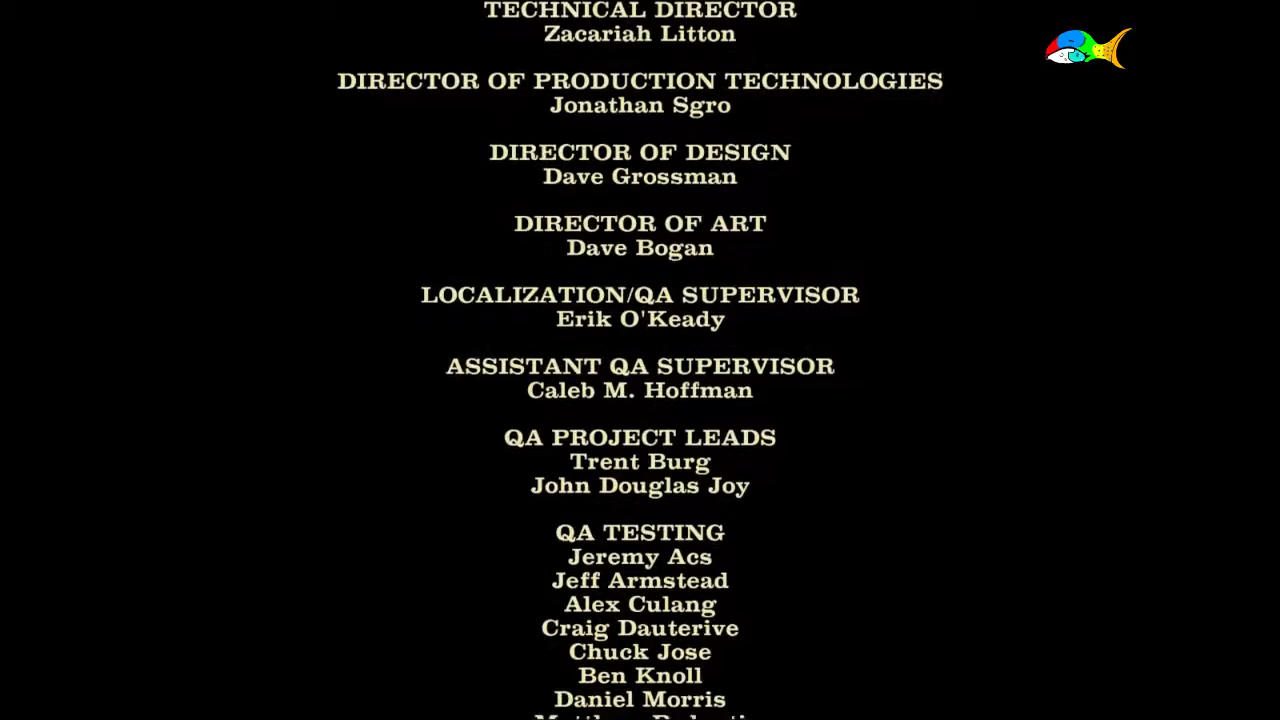 TECHNICAL DIRECTOR
Zacariah Litton
DIRECTOR OF PRODUCTION TECHNOLOGIES
Jonathan Sgro
DIRECTOR OF DESIGN
Dave Grossman
DIRECTOR OF ART
Dave Bogan
LOCALIZATION/QA SUPERVISOR
Erik O'Keady
ASSISTANT QA SUPERVISOR
Caleb M. Hoffman
QA PROJECT LEADS
Trent Burg
John Douglas Joy
QA TESTING
Jeremy Acs
Jeff Armstead
Alex Culang
Craig Dauterive
Chuck Jose
Ben Knoll
Daniel Morris